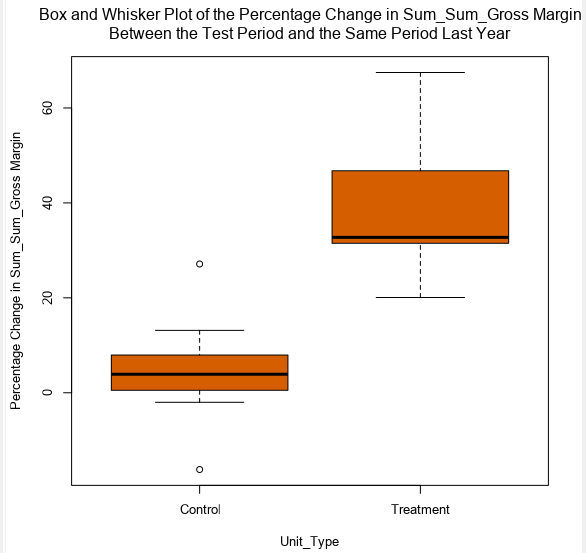 Box and Whisker Plot of the Percentage Change in Sum_Sum_Gross Margin
Between the Test Period and the Same Period Last Year
Percentage Change in Sum_Sum_Gross Margin
60
40
20
0
Control
Treatment
Unit_Type